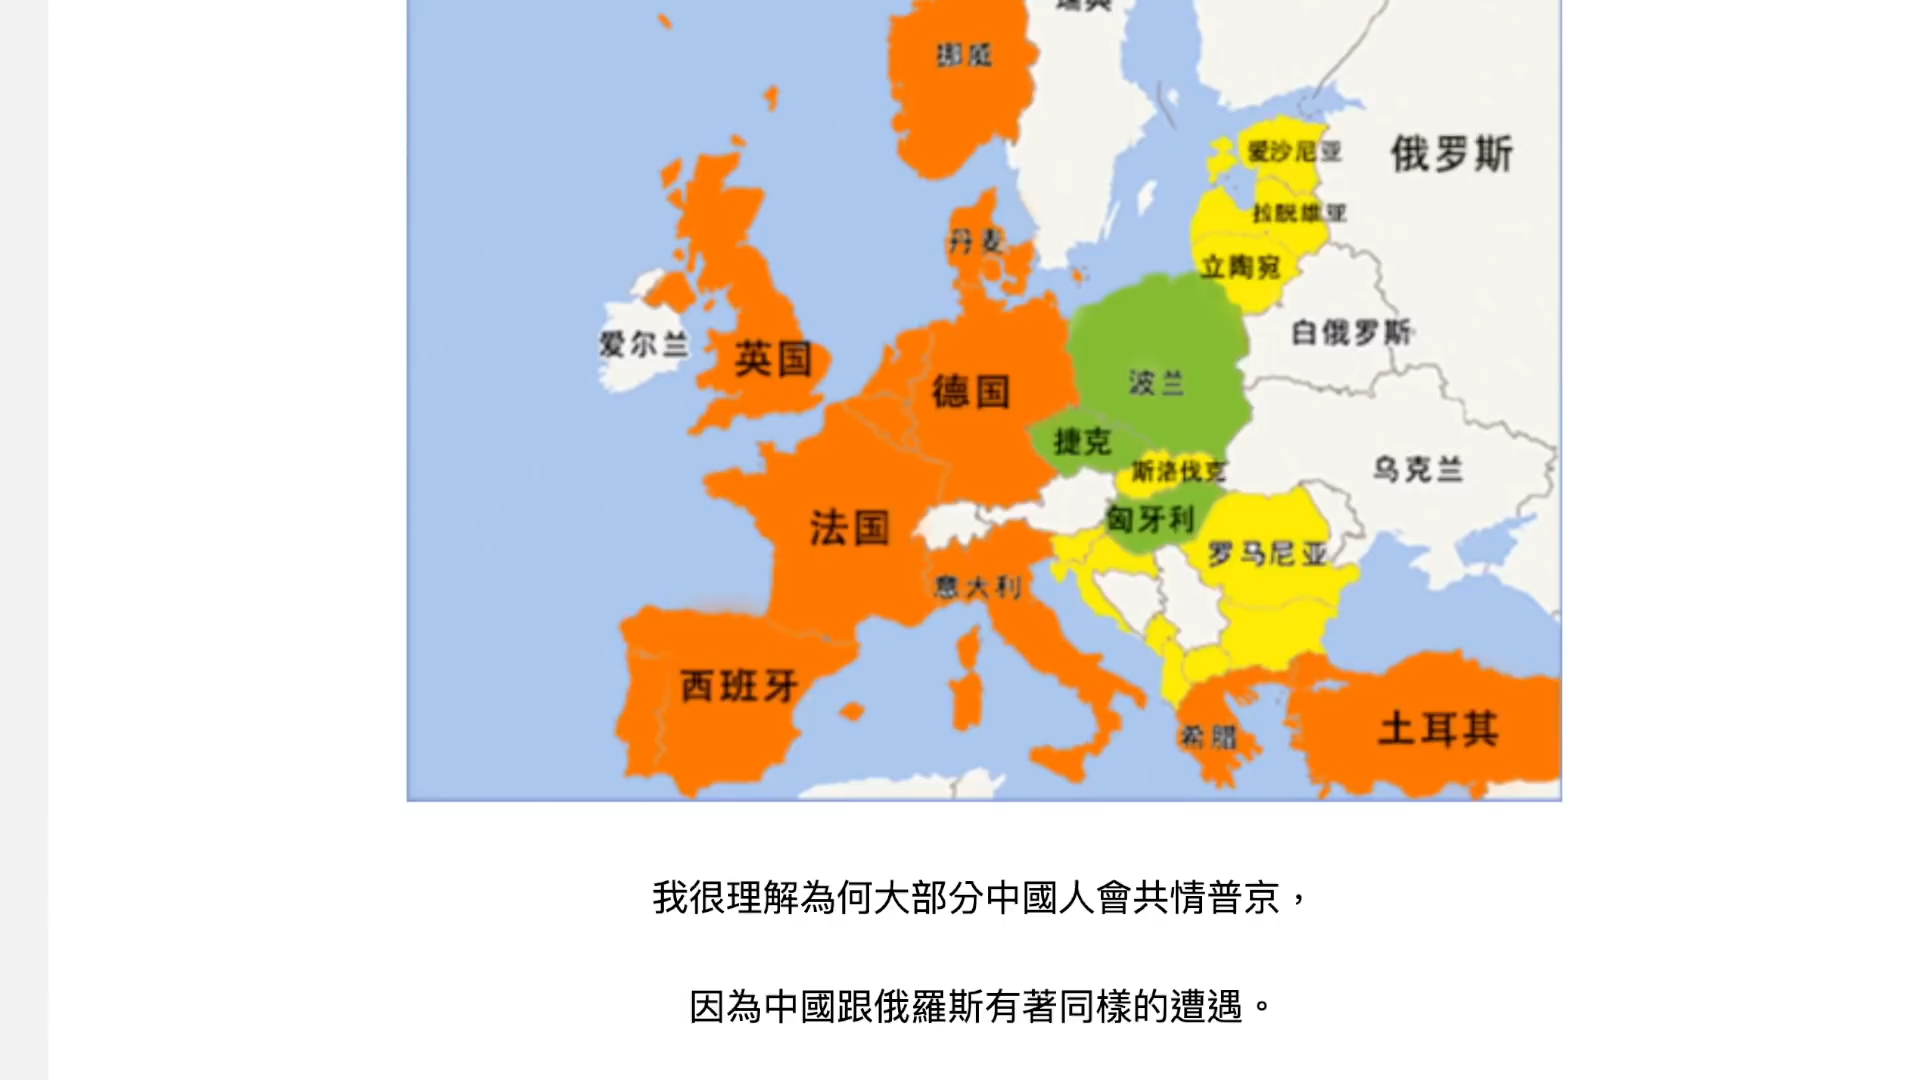 瑞典
挪威
爱沙尼亚
俄罗斯
拉脱维亚
丹麦
立陶宛
爱尔兰
英国
白俄罗斯
德国
波兰
捷克
斯洛伐克
乌克兰
匈牙利
法国
罗马尼亚
意大利
西班牙
希腊
土耳其
我很理解為何大部分中國人會共情普京，
因為中國跟俄羅斯有著同樣的遭遇。